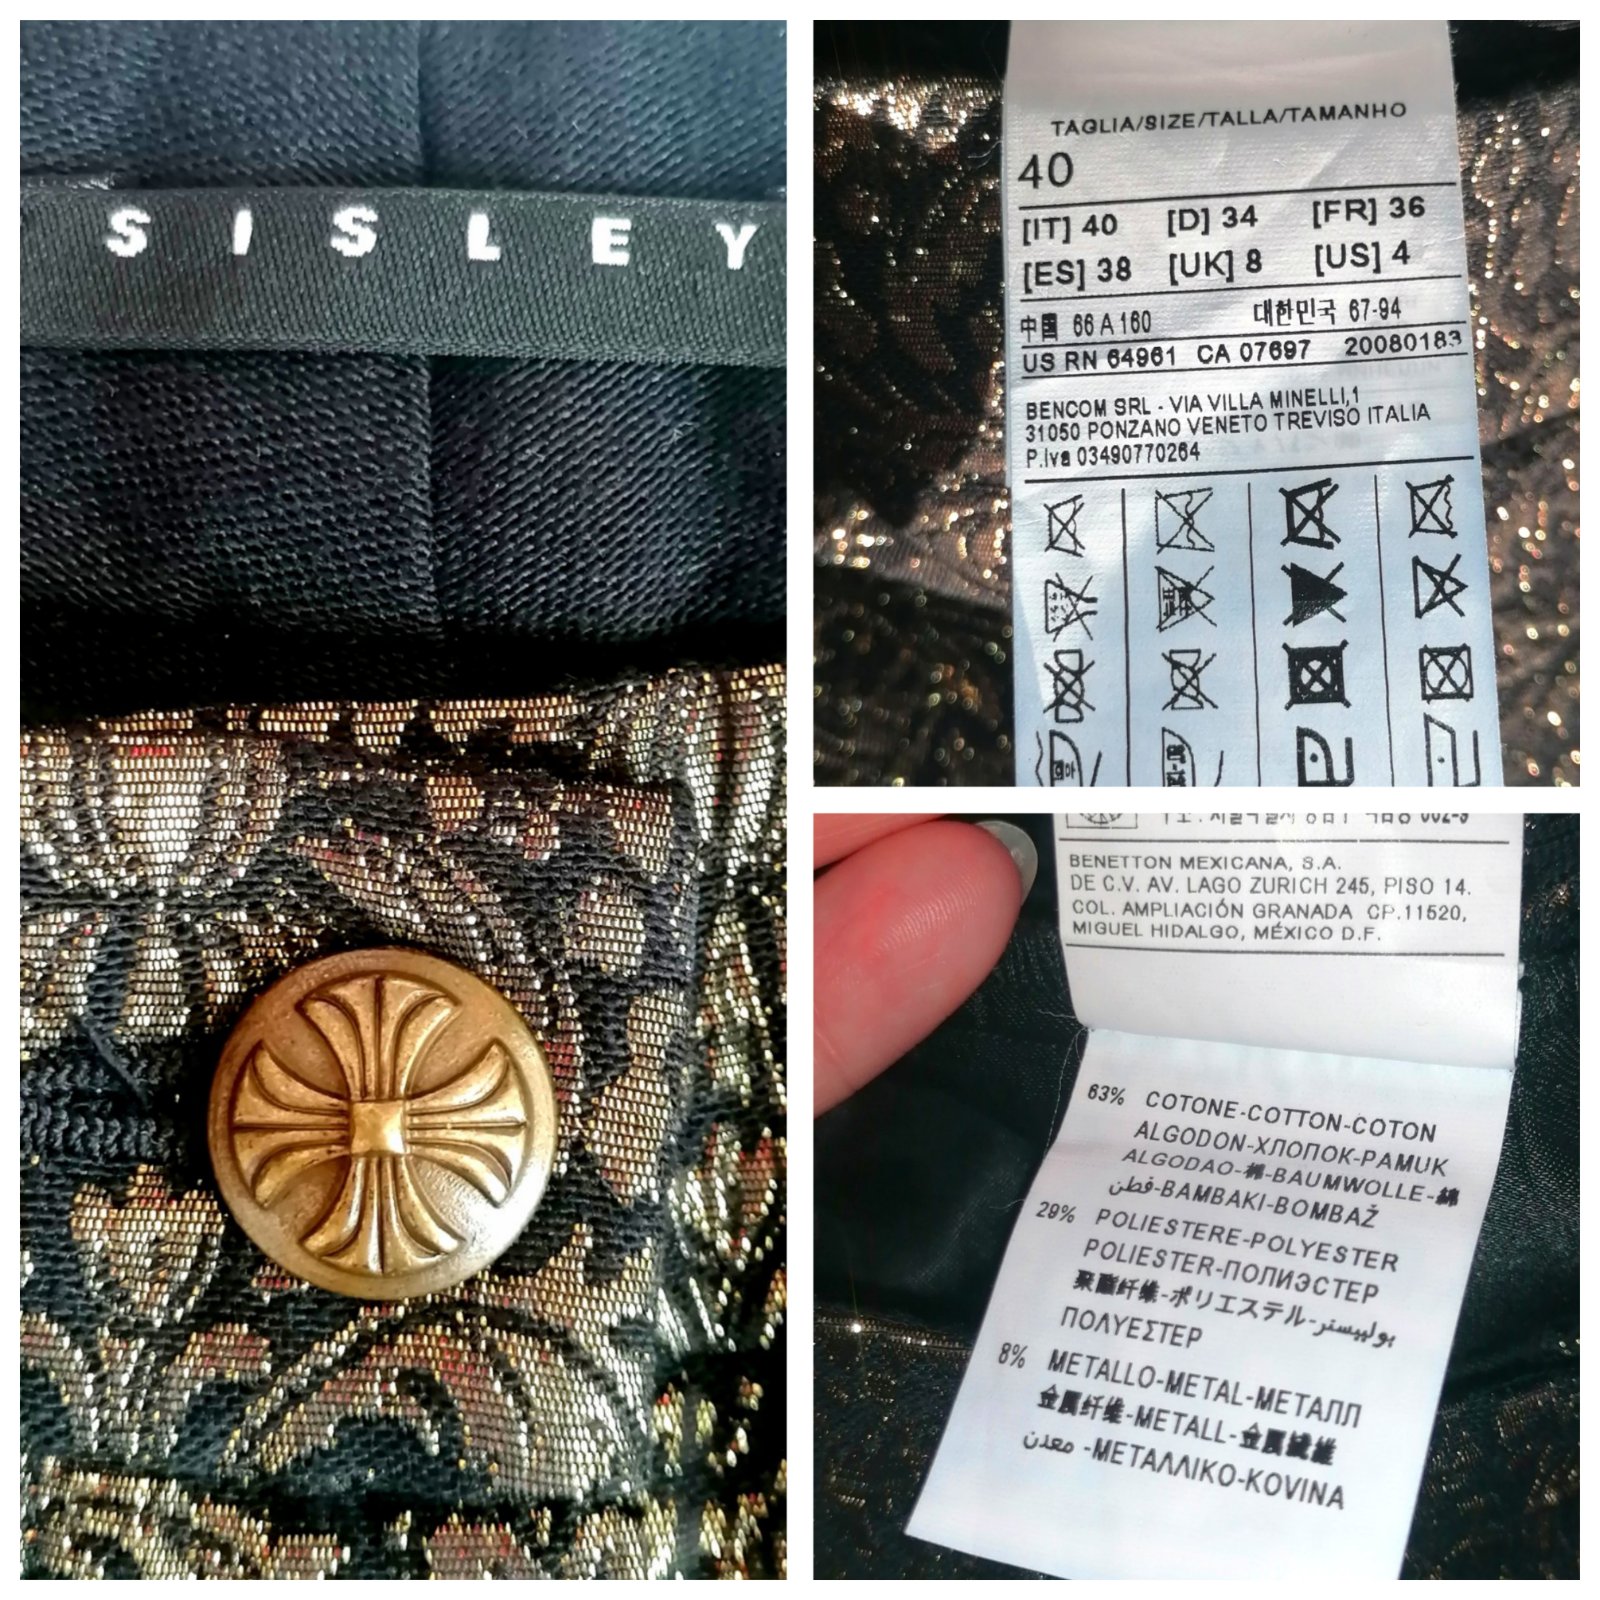 SISLEY
TAGLIA/SIZE/TALLA/TAMANHO
40
[IT] 40 [D] 34 [FR] 36
[ES] 38 [UK] 8 [US] 4
中国 66 A 160 대한민국 67-94
US RN 64961 CA 07697 20080183
BENCOM SRL - VIA VILLA MINELLI,1
31050 PONZANO VENETO TREVISO ITALIA
P.Iva 03490770264
BENETTON MEXICANA, S.A.
DE C.V. AV. LAGO ZURICH 245, PISO 14.
COL. AMPLIACIÓN GRANADA CP.11520,
MIGUEL HIDALGO, MÉXICO D.F.
63% COTONE-COTTON-COTON
ALGODON-ХЛОПОК-PAMUK
ALGODAO-棉-BAUMWOLLE-綿
قطن-BAMBAKI-BOMBAŽ
29% POLIESTERE-POLYESTER
POLIESTER-ПОЛИЭСТЕР
聚酯纤维-ポリエステル-بوليستر
ΠΟΛΥΕΣΤΕΡ
8% METALLO-METAL-МЕТАЛЛ
金属纤维-METALL-金属繊維
معدن-ΜΕΤΑΛΛΙΚΟ-KOVINA